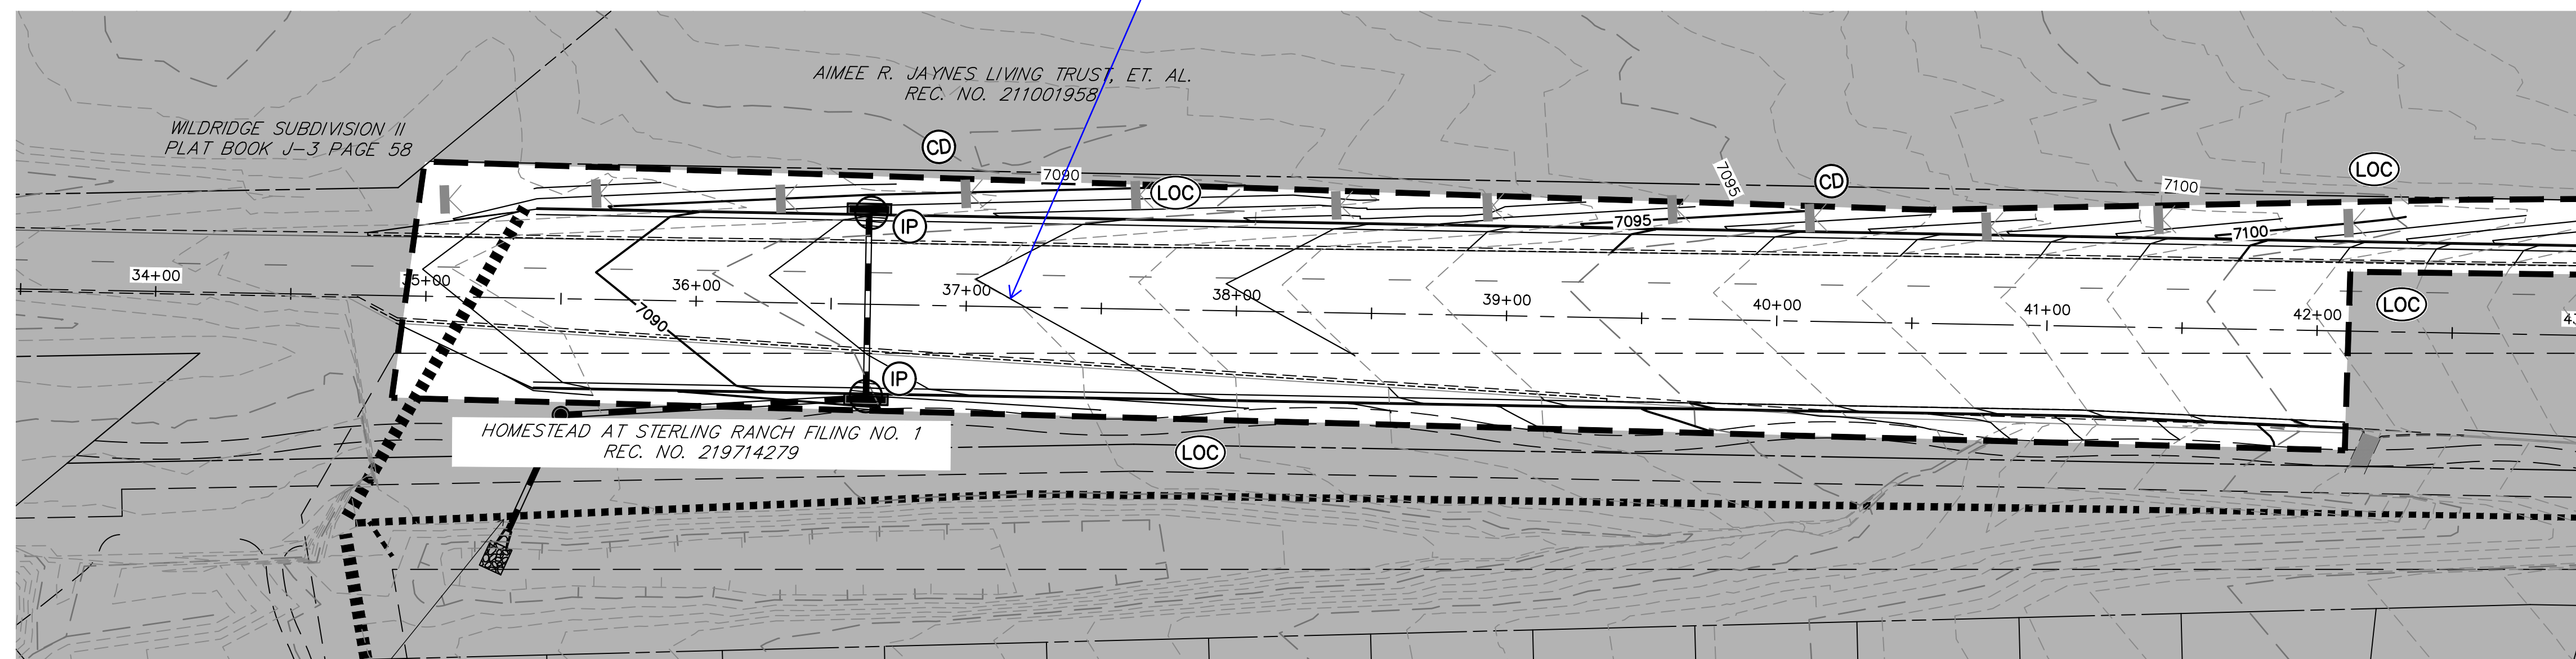 AIMEE R. JAYNES LIVING TRUST, ET. AL.
REC. NO. 211001958
WILDRIDGE SUBDIVISION II
PLAT BOOK J-3 PAGE 58
CD
7090
LOC
7095
CD
7100
LOC
IP
7095
7100
34+00
35+00
36+00
37+00
38+00
39+00
40+00
41+00
42+00
LOC
43
7090
IP
HOMESTEAD AT STERLING RANCH FILING NO. 1
REC. NO. 219714279
LOC